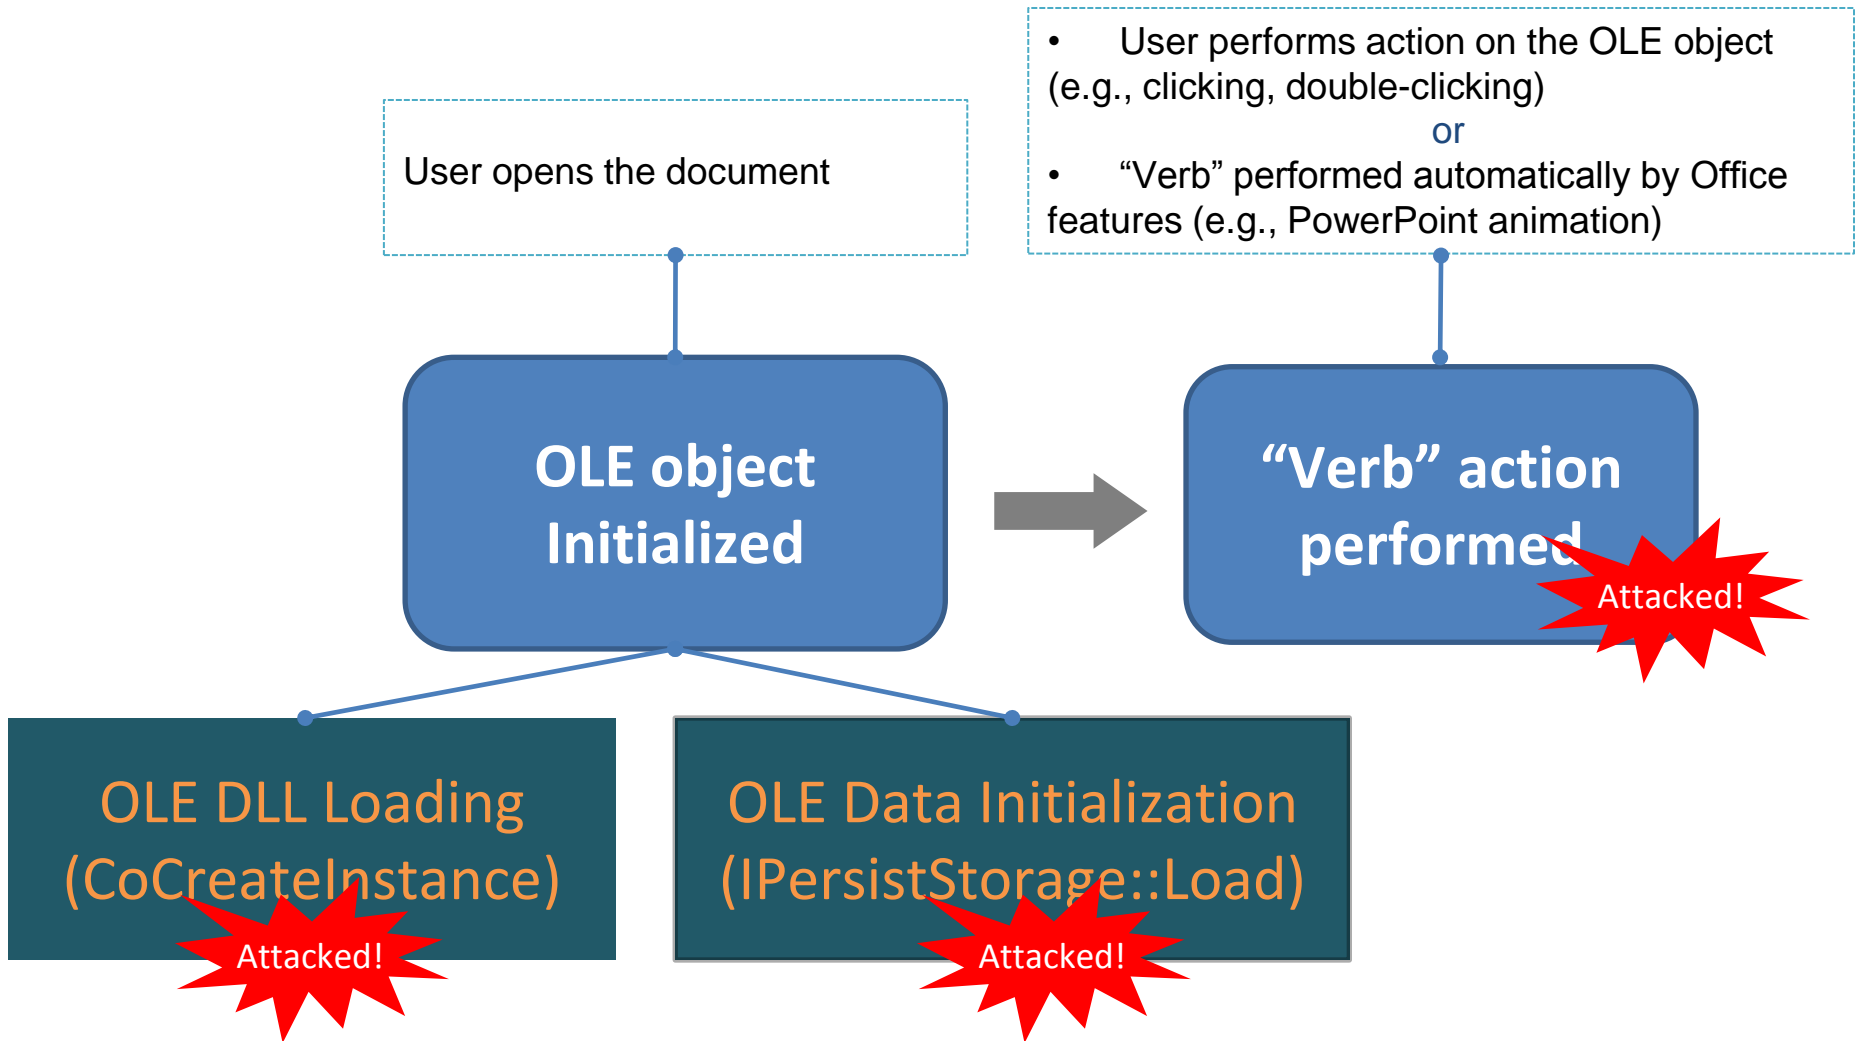 • User performs action on the OLE object
(e.g., clicking, double-clicking)
or
• “Verb” performed automatically by Office
features (e.g., PowerPoint animation)
User opens the document
OLE object
Initialized
“Verb” action
performed
Attacked!
OLE DLL Loading
(CoCreateInstance)
Attacked!
OLE Data Initialization
(IPersistStorage::Load)
Attacked!